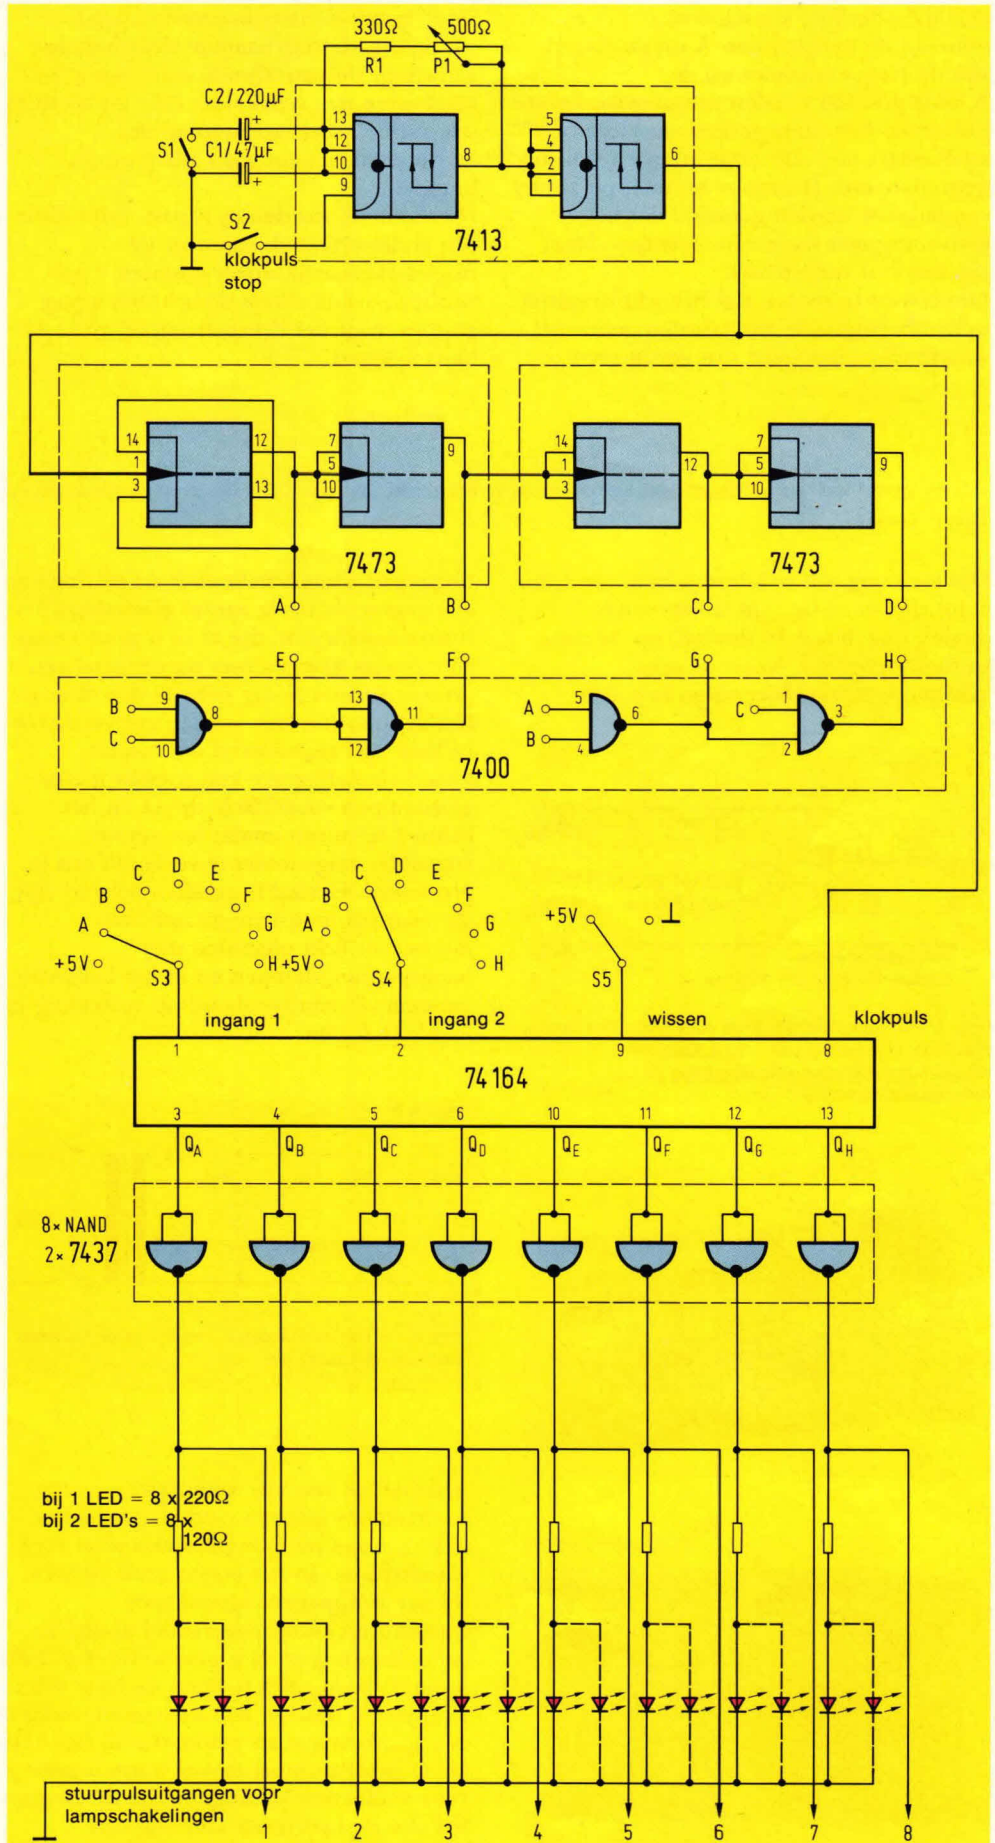 330Ω 500Ω
R1 P1
C2/220µF
+
S1 C1/47µF
+
13 12 10 9 8
5 4 2 1 6
S2
klokpuls
stop
7413
14 1 3 12 13
7 5 10 9
14 1 3 12
7 5 10 9
7473 7473
A B C D
E F G H
B 9 8 C 10
13 12 11
A 5 6 B 4
C 1 3 2
7400
+5V A B C D E F G H
+5V A B C D E F G H
+5V
S3 S4 S5
ingang 1 ingang 2 wissen klokpuls
1 2 9 8
74164
3 4 5 6 10 11 12 13
QA QB QC QD QE QF QG QH
8× NAND
2× 7437
bij 1 LED = 8 x 220Ω
bij 2 LED's = 8 x
120Ω
stuurpulsuitgangen voor
lampschakelingen
1 2 3 4 5 6 7 8